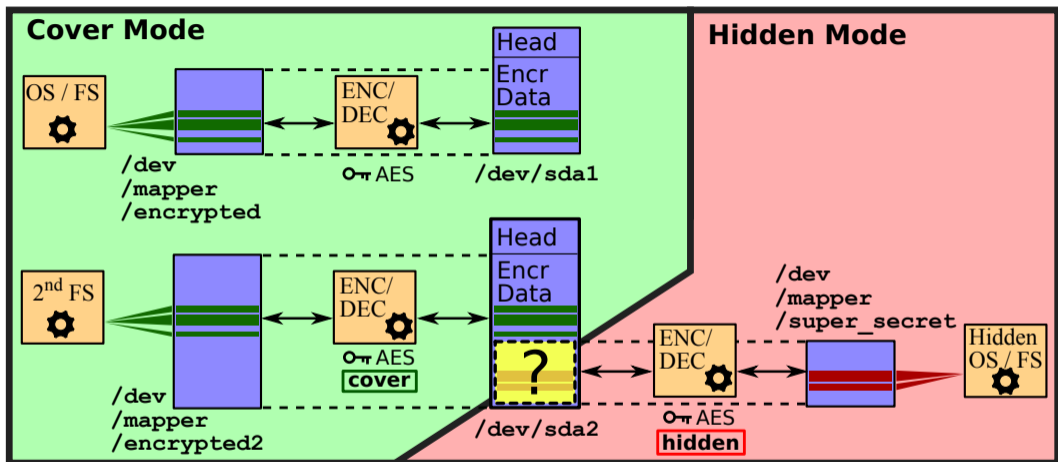 Cover Mode
Hidden Mode
OS / FS
ENC/
DEC
Head
Encr
Data
/dev
/mapper
/encrypted
AES
/dev/sda1
2nd FS
ENC/
DEC
Head
Encr
Data
/dev
/mapper
/encrypted2
AES
cover
?
/dev/sda2
/dev
/mapper
/super_secret
ENC/
DEC
Hidden
OS / FS
AES
hidden